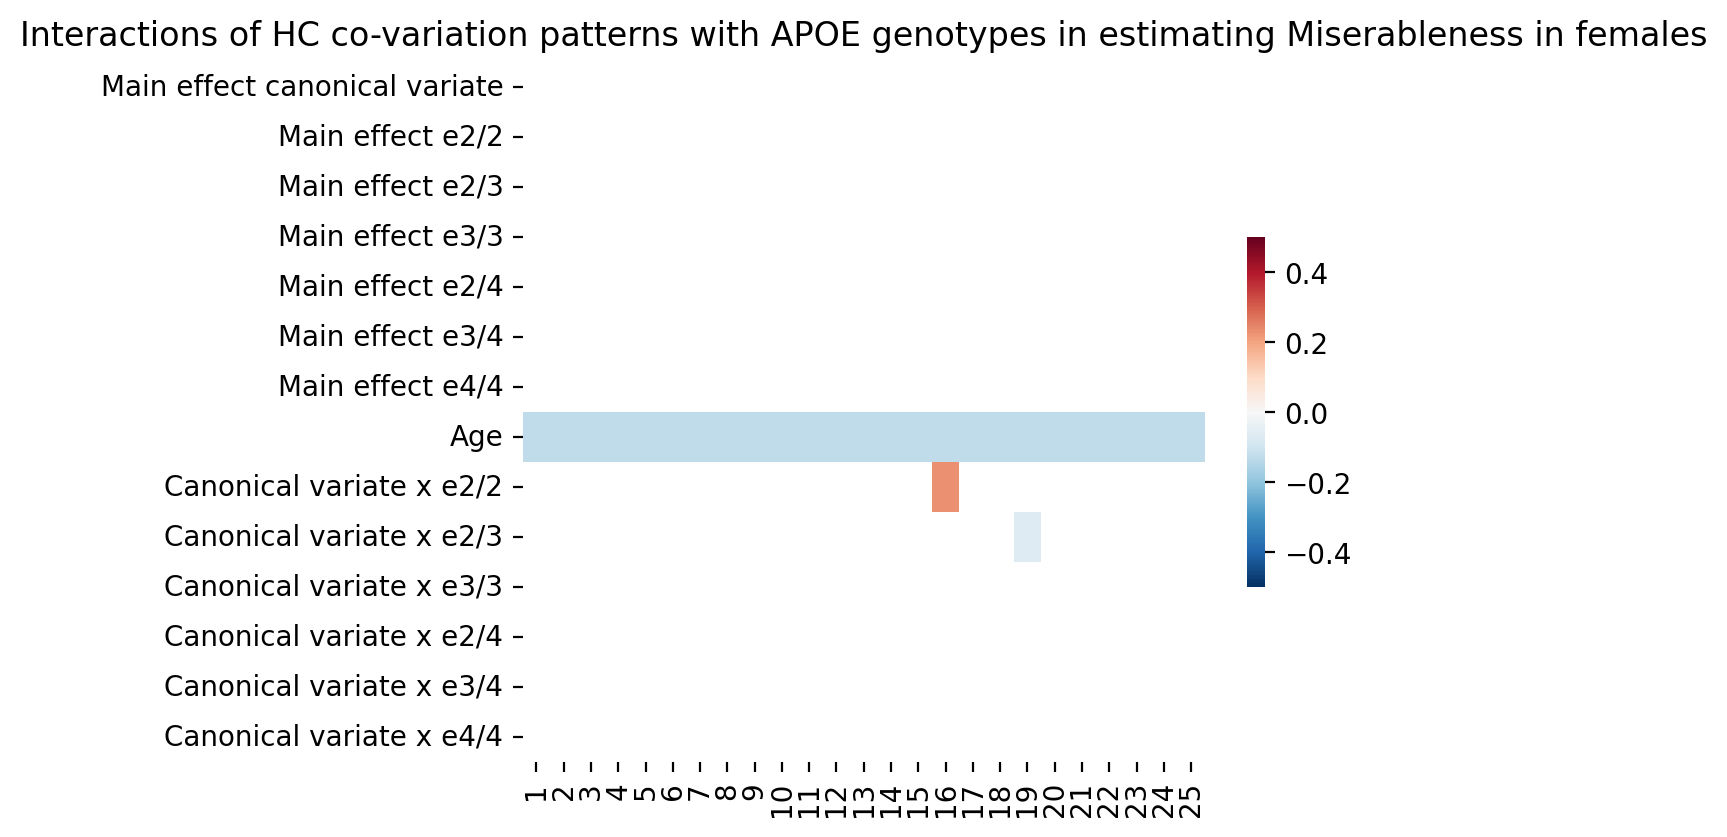 Interactions of HC co-variation patterns with APOE genotypes in estimating Miserableness in females
Main effect canonical variate
Main effect e2/2
Main effect e2/3
Main effect e3/3
Main effect e2/4
Main effect e3/4
Main effect e4/4
Age
Canonical variate x e2/2
Canonical variate x e2/3
Canonical variate x e3/3
Canonical variate x e2/4
Canonical variate x e3/4
Canonical variate x e4/4
1 2 3 4 5 6 7 8 9 10 11 12 13 14 15 16 17 18 19 20 21 22 23 24 25
0.4
0.2
0.0
−0.2
−0.4